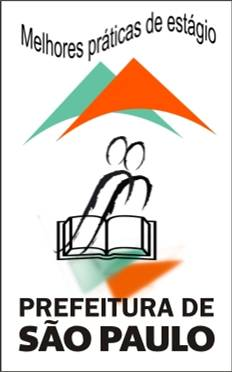 Melhores práticas de estágio
PREFEITURA DE
SÃO PAULO